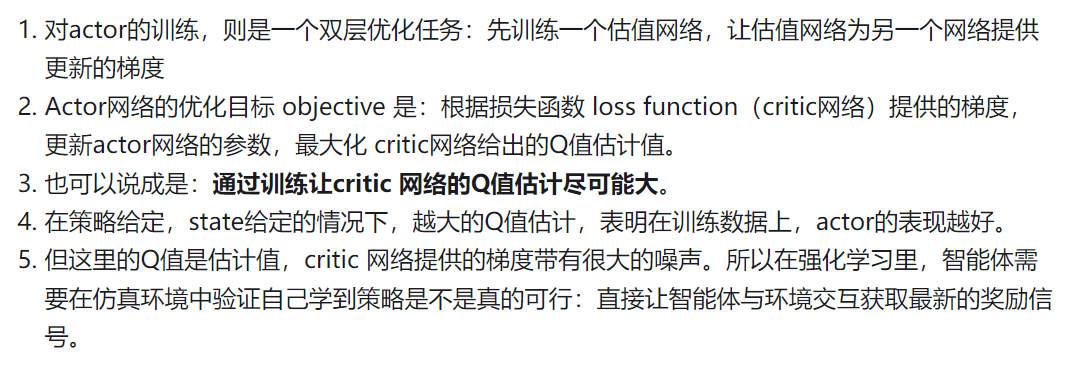 1. 对actor的训练，则是一个双层优化任务：先训练一个估值网络，让估值网络为另一个网络提供
更新的梯度
2. Actor网络的优化目标 objective 是：根据损失函数 loss function（critic网络）提供的梯度，
更新actor网络的参数，最大化 critic网络给出的Q值估计值。
3. 也可以说成是：通过训练让critic 网络的Q值估计尽可能大。
4. 在策略给定，state给定的情况下，越大的Q值估计，表明在训练数据上，actor的表现越好。
5. 但这里的Q值是估计值，critic 网络提供的梯度带有很大的噪声。所以在强化学习里，智能体需
要在仿真环境中验证自己学到策略是不是真的可行：直接让智能体与环境交互获取最新的奖励信
号。